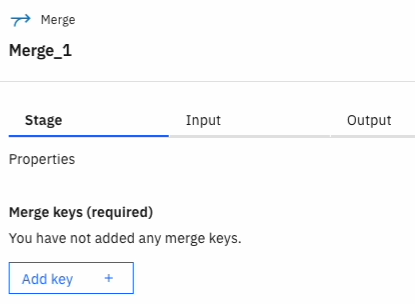 Merge
Merge_1
Stage Input Output
Properties
Merge keys (required)
You have not added any merge keys.
Add key +